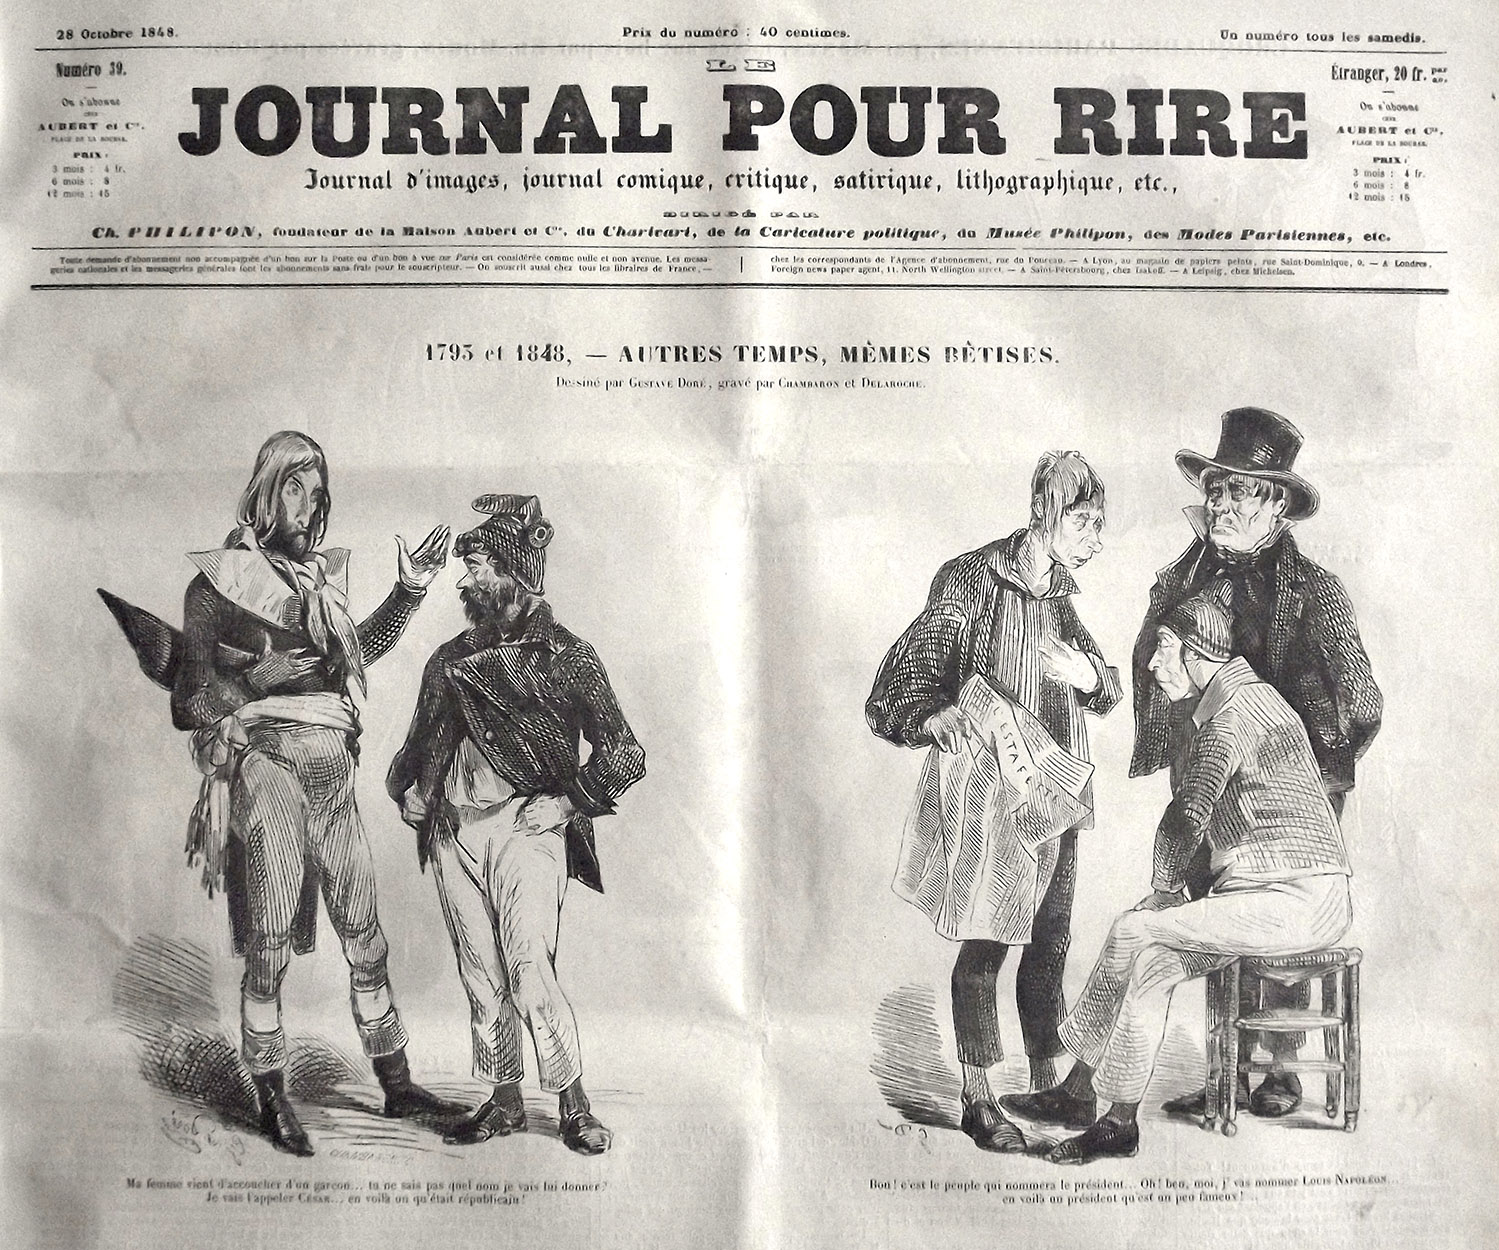 28 Octobre 1848.
Prix du numéro : 40 centimes.
Un numéro tous les samedis.
Numéro 39.
On s'abonne
chez
AUBERT et Cie.
PLACE DE LA BOURSE.
PRIX :
3 mois : 4 fr.
6 mois : 8
12 mois : 15
LE
JOURNAL POUR RIRE
Journal d'images, journal comique, critique, satirique, lithographique, etc.,
DIRIGÉ PAR
Ch. PHILIPON, fondateur de la Maison Aubert et Cie, du Charivari, de la Caricature politique, du Musée Philipon, des Modes Parisiennes, etc.
Étranger, 20 fr. par an.
On s'abonne
chez
AUBERT et Cie,
PLACE DE LA BOURSE.
PRIX :
3 mois : 4 fr.
6 mois : 8
12 mois : 15
Toute demande d'abonnement non accompagnée d'un bon sur la Poste ou d'un bon à vue sur Paris est considérée comme nulle et non avenue. Les messa-
geries nationales et les messageries générales font les abonnements sans frais pour le souscripteur. — On souscrit aussi chez tous les libraires de France, —
chez les correspondants de l'Agence d'abonnement, rue du Ponceau. — A Lyon, au magasin de papiers peints, rue Saint-Dominique, 9. — A Londres,
Foreign news paper agent, 11. North Wellington street. — A Saint-Pétersbourg, chez Issakoff. — A Leipsig, chez Michelsen.
1793 et 1848, — AUTRES TEMPS, MÊMES BÊTISES.
Dessiné par GUSTAVE DORÉ, gravé par CHAMBARON et DELAROCHE.
L'ESTAFETTE
G D
Ma femme vient d'accoucher d'un garçon... tu ne sais pas quel nom je vais lui donner?
Je vais l'appeler CÉSAR... en voilà un qu'était républicain!
Bon! c'est le peuple qui nommera le président... Oh! ben, moi, j' vas nommer LOUIS NAPOLÉON...
en voilà un président qu'est un peu fameux!